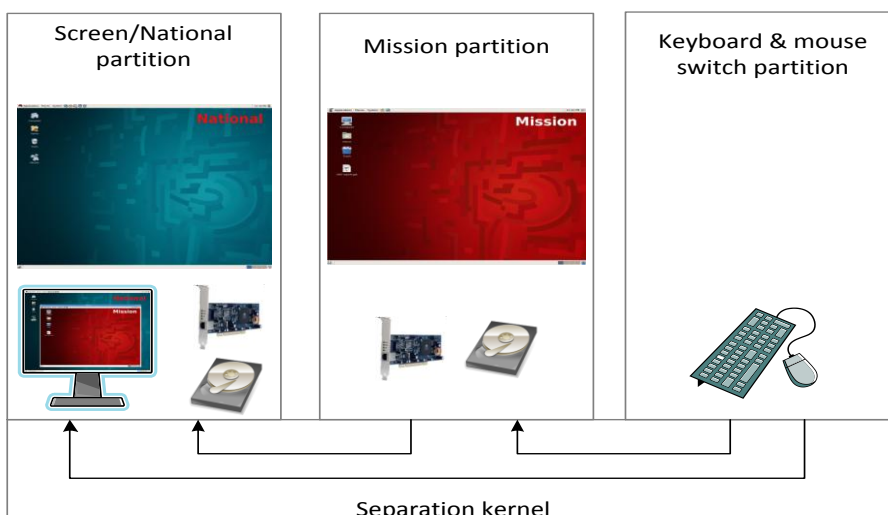 Screen/National
partition
Mission partition
Keyboard & mouse
switch partition
National
Mission
National
Mission
Separation kernel